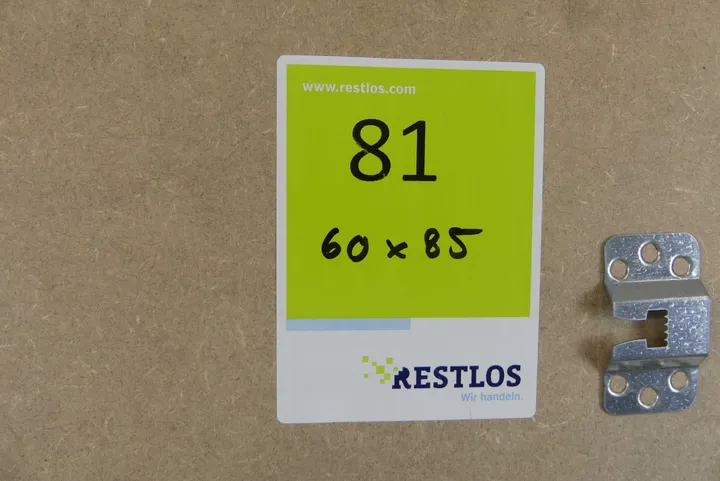 www.restlos.com
81
60 x 85
RESTLOS
Wir handeln.